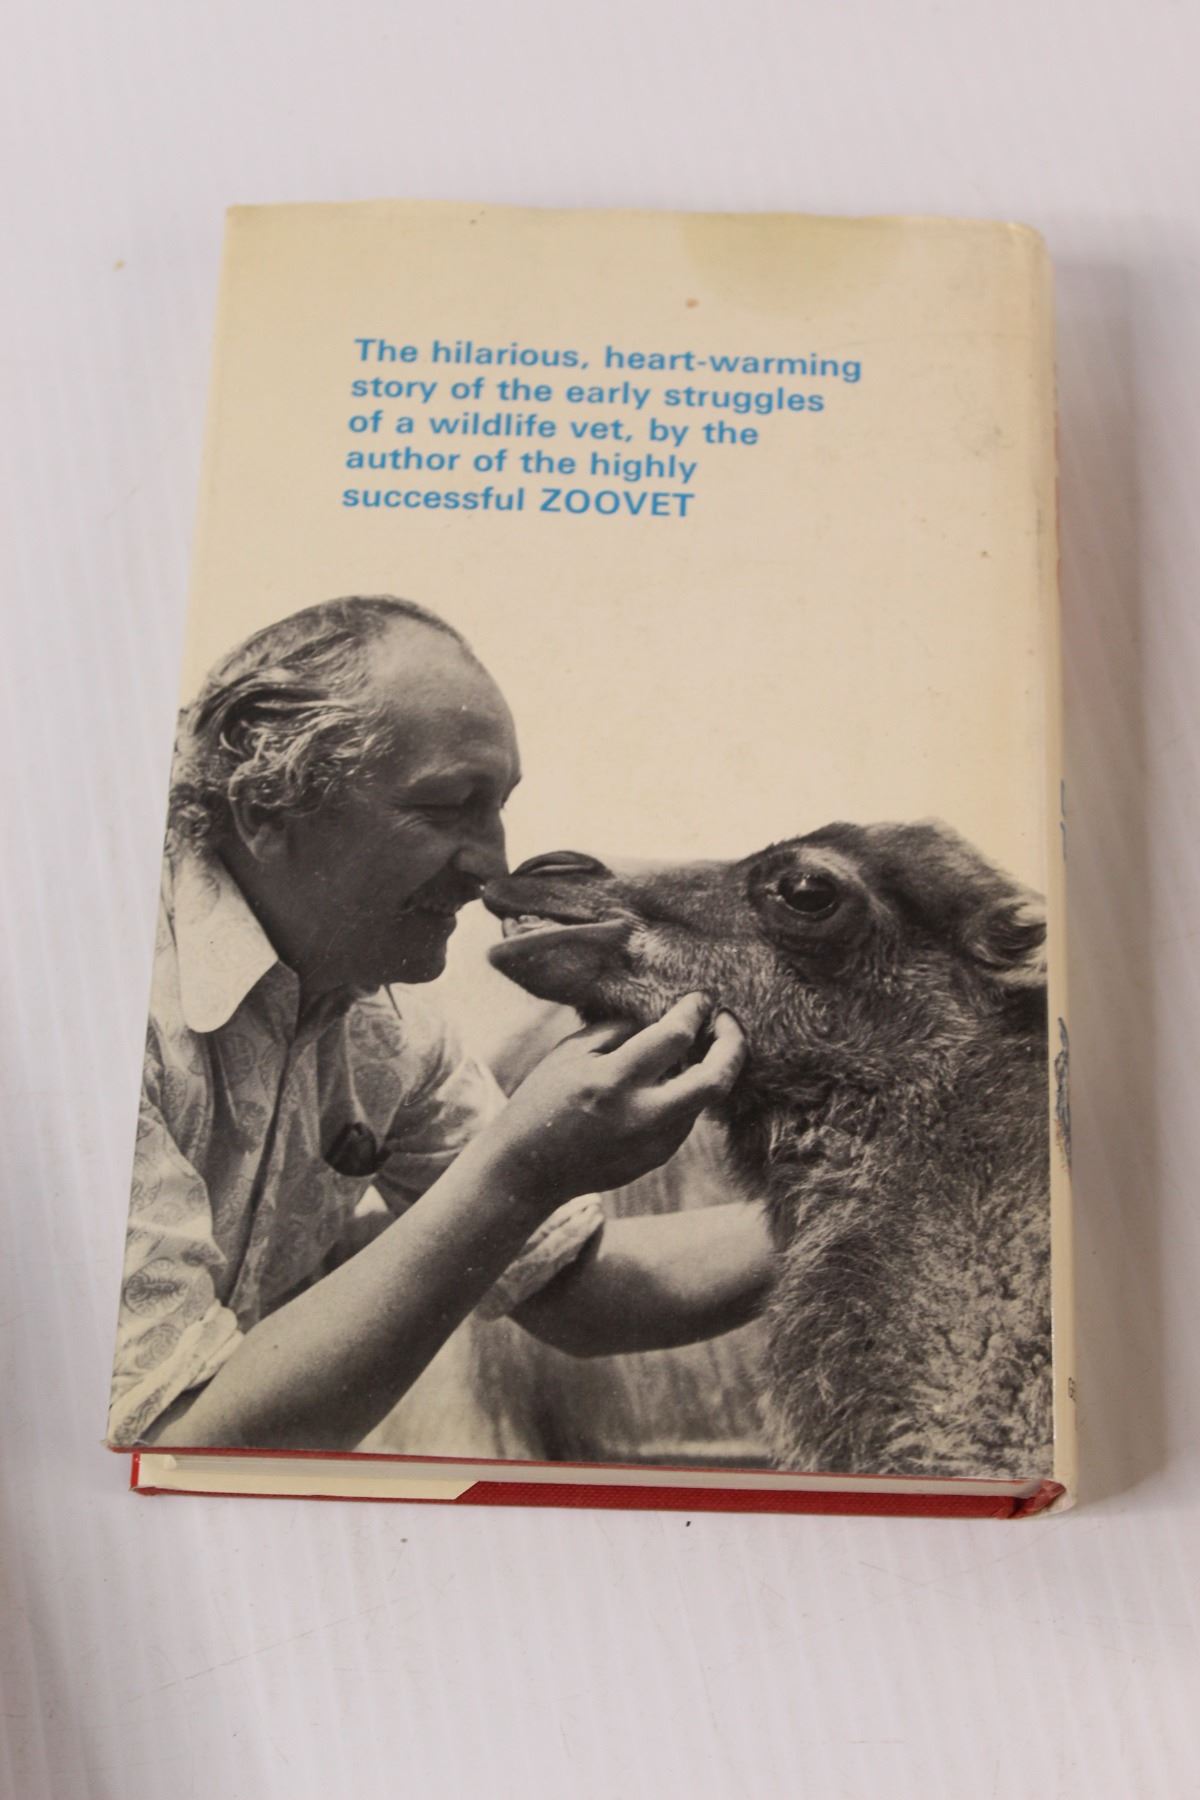 The hilarious, heart-warming
story of the early struggles
of a wildlife vet, by the
author of the highly
successful ZOOVET